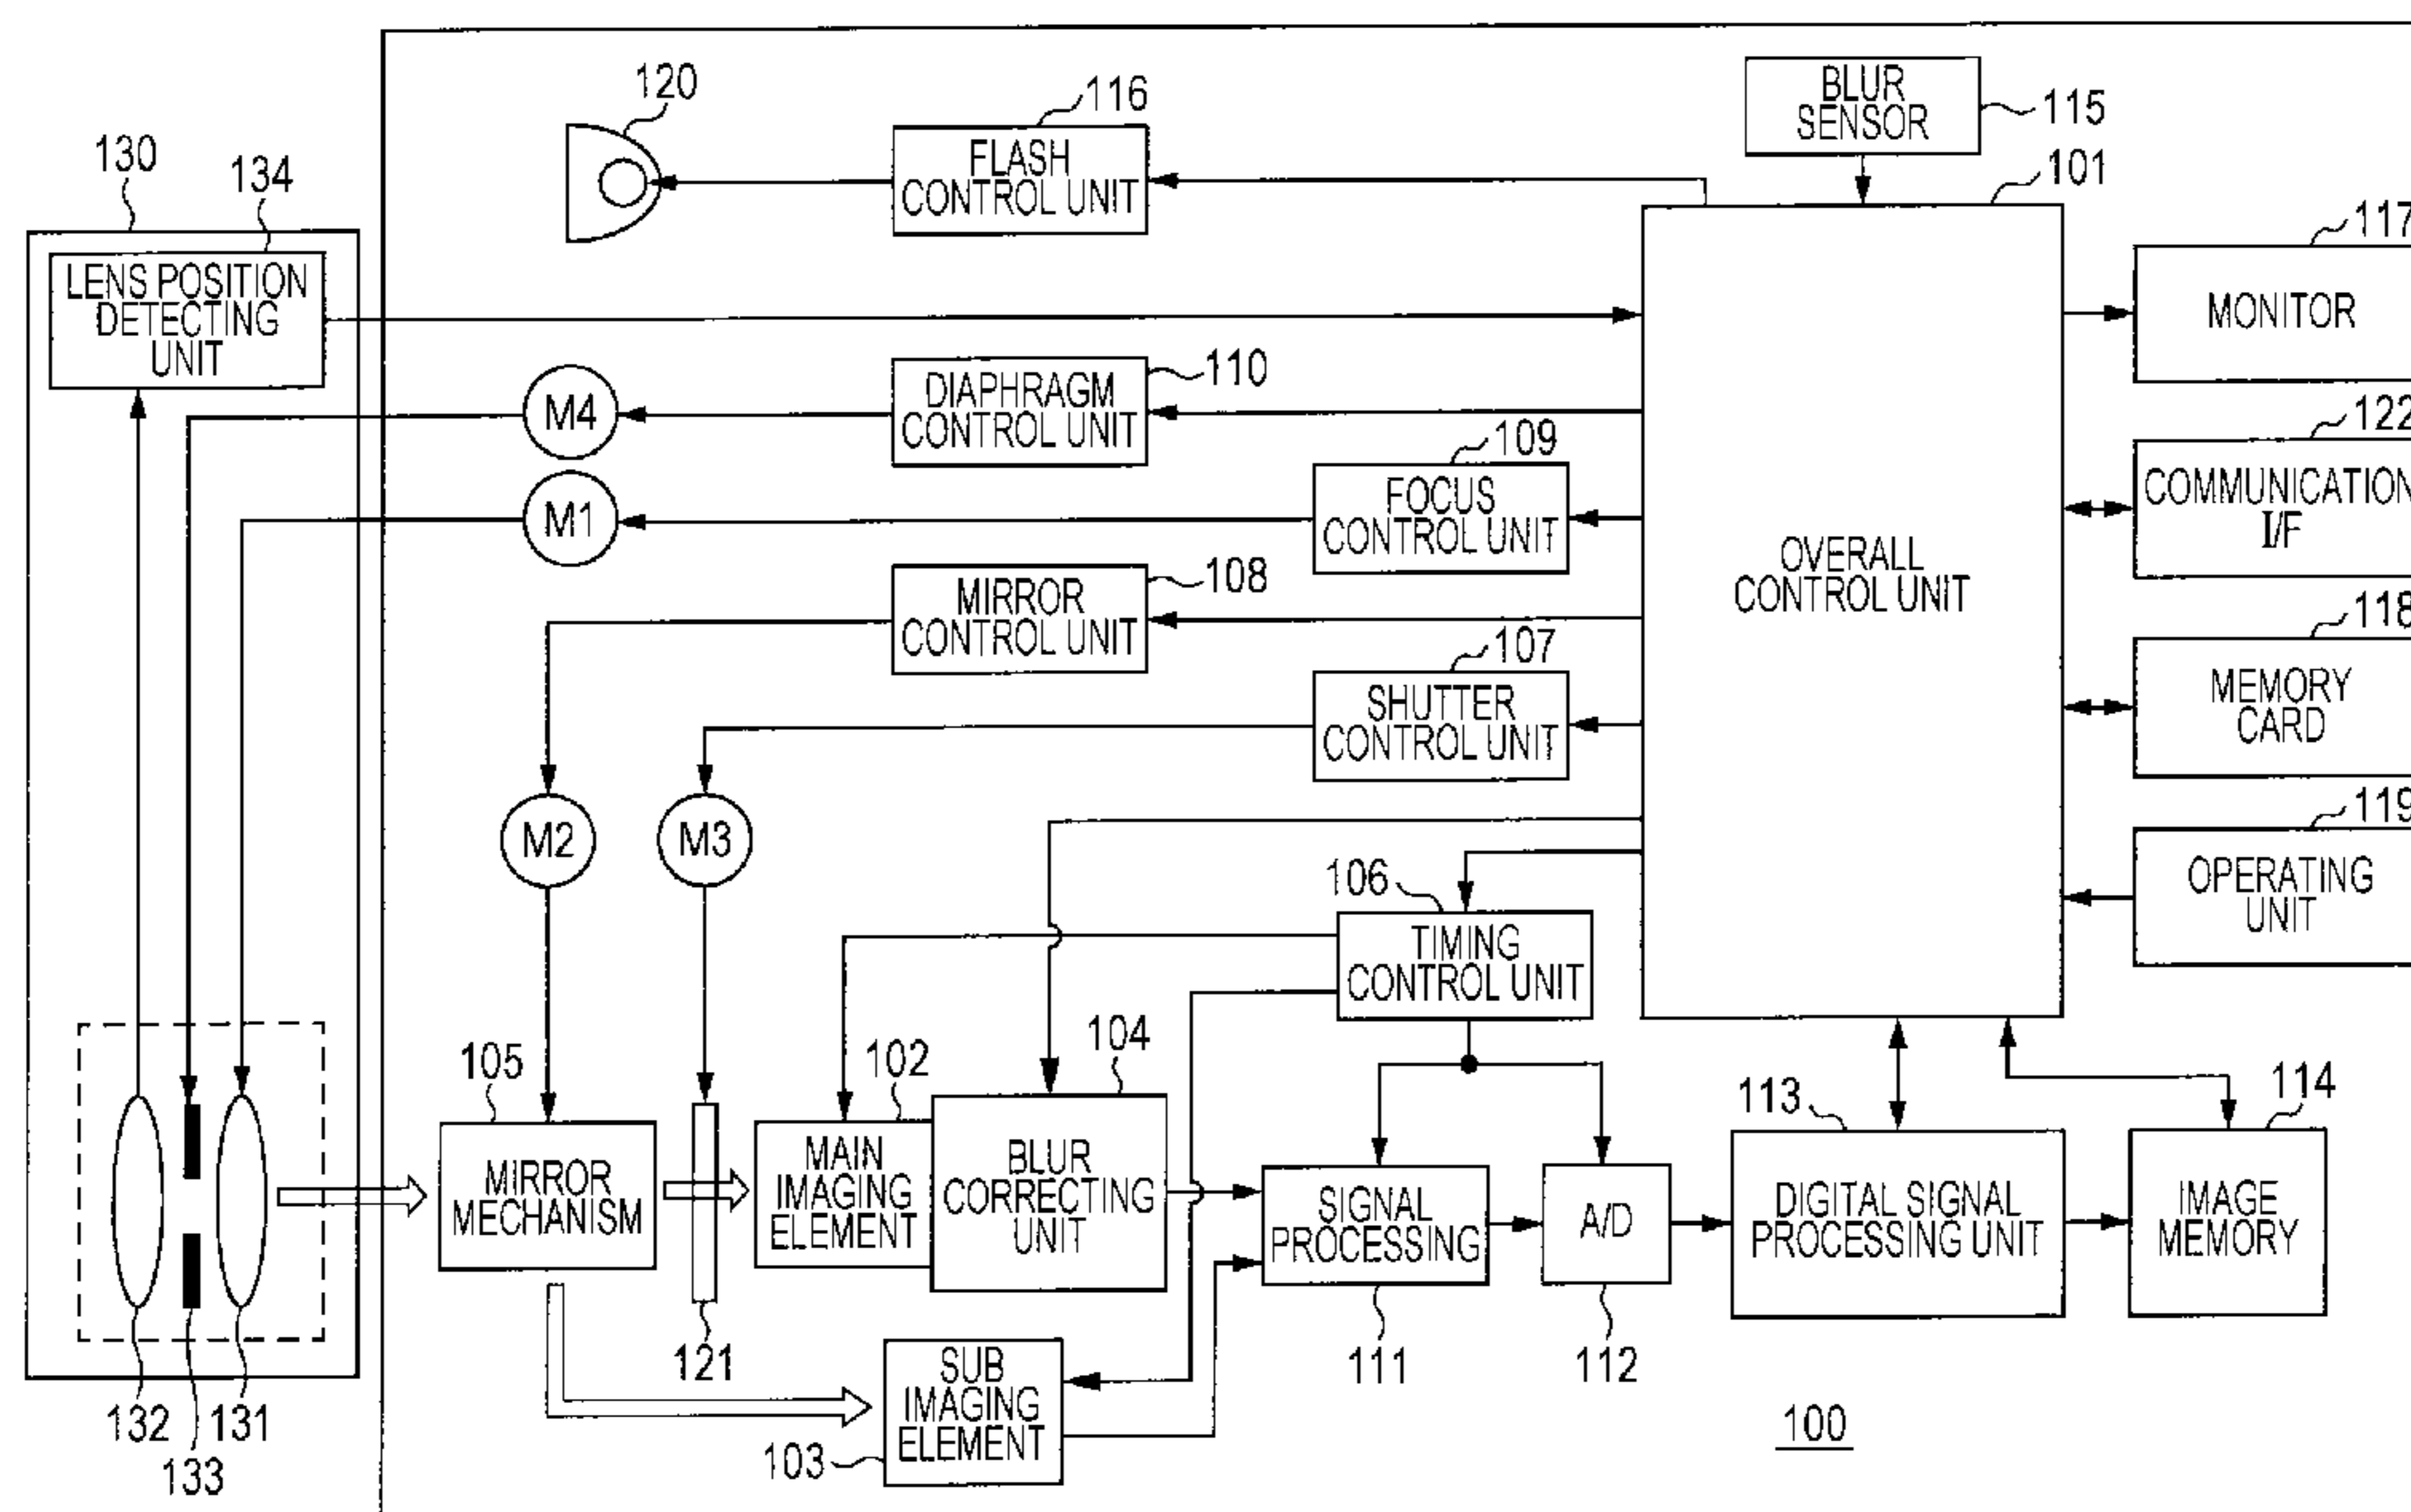 120
116
BLUR
SENSOR
115
130
134
FLASH
CONTROL UNIT
101
117
LENS POSITION
DETECTING
UNIT
MONITOR
M4
DIAPHRAGM
CONTROL UNIT
110
122
M1
109
FOCUS
CONTROL UNIT
COMMUNICATION
I/F
OVERALL
CONTROL UNIT
MIRROR
CONTROL UNIT
108
118
107
SHUTTER
CONTROL UNIT
MEMORY
CARD
M2
M3
119
106
OPERATING
UNIT
TIMING
CONTROL UNIT
105
102
104
113
114
MIRROR
MECHANISM
MAIN
IMAGING
ELEMENT
BLUR
CORRECTING
UNIT
SIGNAL
PROCESSING
A/D
DIGITAL SIGNAL
PROCESSING UNIT
IMAGE
MEMORY
121
SUB
IMAGING
ELEMENT
111
112
132
131
133
103
100